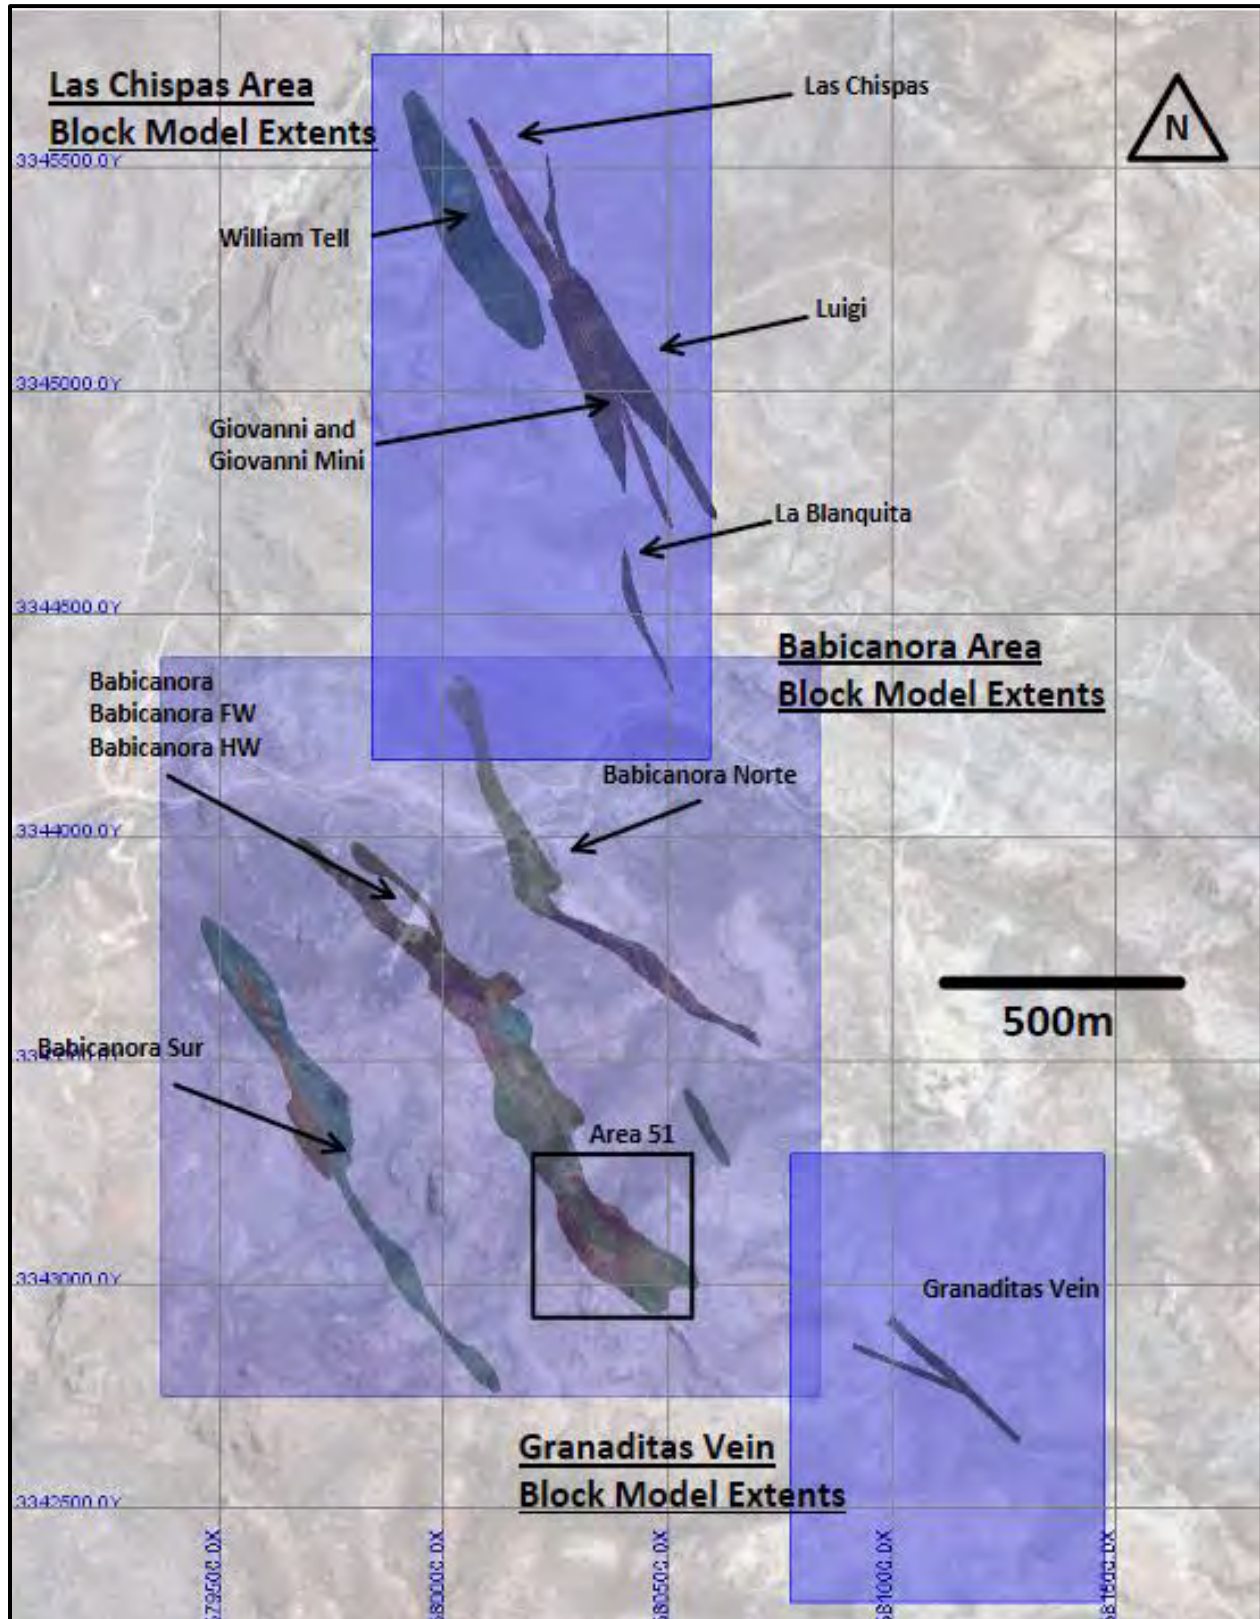 Las Chispas Area
Block Model Extents
Las Chispas
N
3345500.0Y
William Tell
Luigi
3345000.0Y
Giovanni and
Giovanni Mini
La Blanquita
3344500.0Y
Babicanora Area
Block Model Extents
Babicanora
Babicanora FW
Babicanora HW
Babicanora Norte
3344000.0Y
500m
Babicanora Sur
Area 51
3343000.0Y
Granaditas Vein
Granaditas Vein
Block Model Extents
3342500.0Y